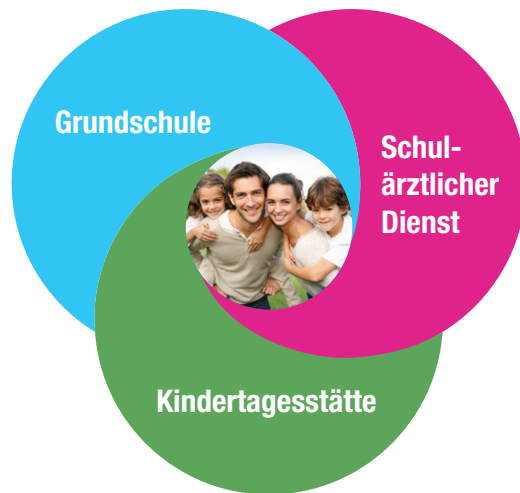 Grundschule
Schul-
ärztlicher
Dienst
Kindertagesstätte